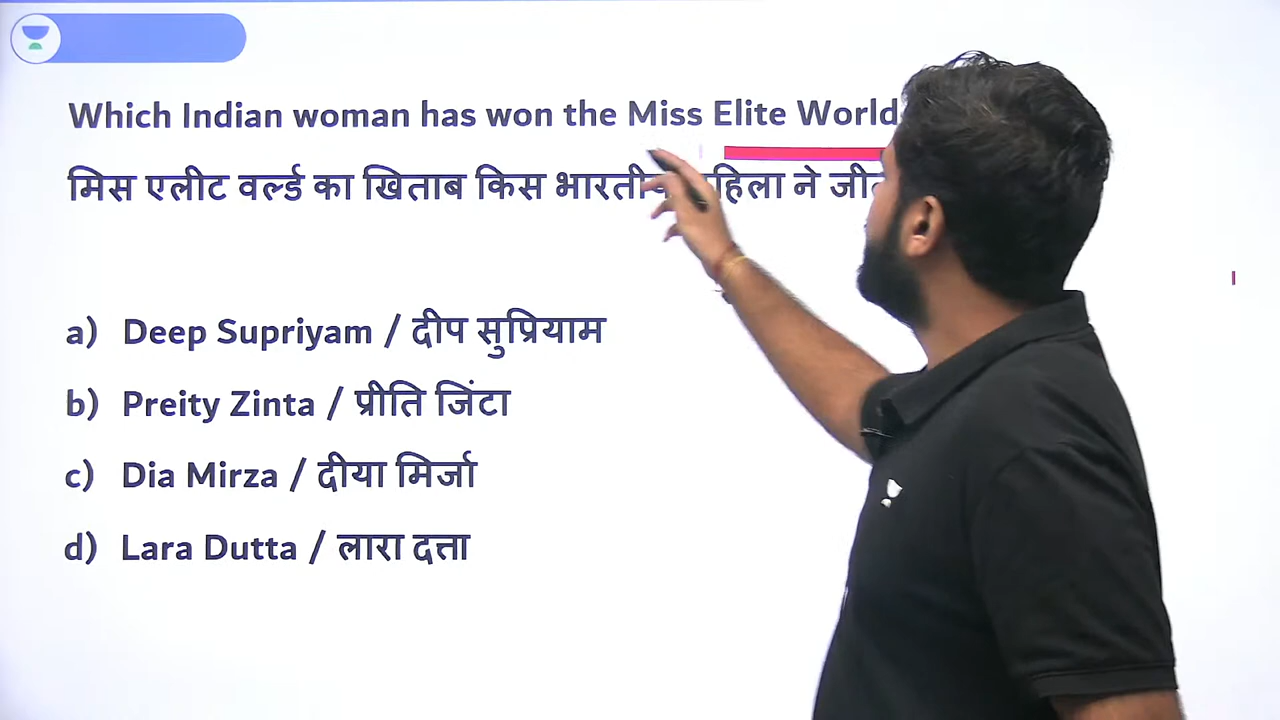 Which Indian woman has won the Miss Elite World
मिस एलीट वर्ल्ड का खिताब किस भारतीय महिला ने
a) Deep Supriyam / दीप सुप्रियाम
b) Preity Zinta / प्रीति जिंटा
c) Dia Mirza / दीया मिर्जा
d) Lara Dutta / लारा दत्ता